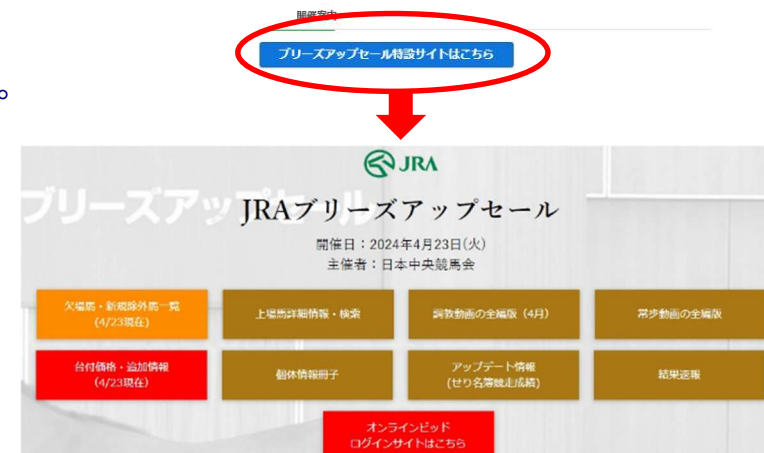 開催案内
ブリーズアップセール特設サイトはこちら
。
JRA
ブリーズアップセール
JRAブリーズアップセール
開催日：2024年4月23日(火)
主催者：日本中央競馬会
欠場馬・新規除外馬一覧
(4/23現在)
上場馬詳細情報・検索
調教動画の全編版（4月）
常歩動画の全編版
台付価格・追加情報
(4/23現在)
個体情報冊子
アップデート情報
(せり名簿競走成績)
結果速報
オンラインビッド
ログインサイトはこちら